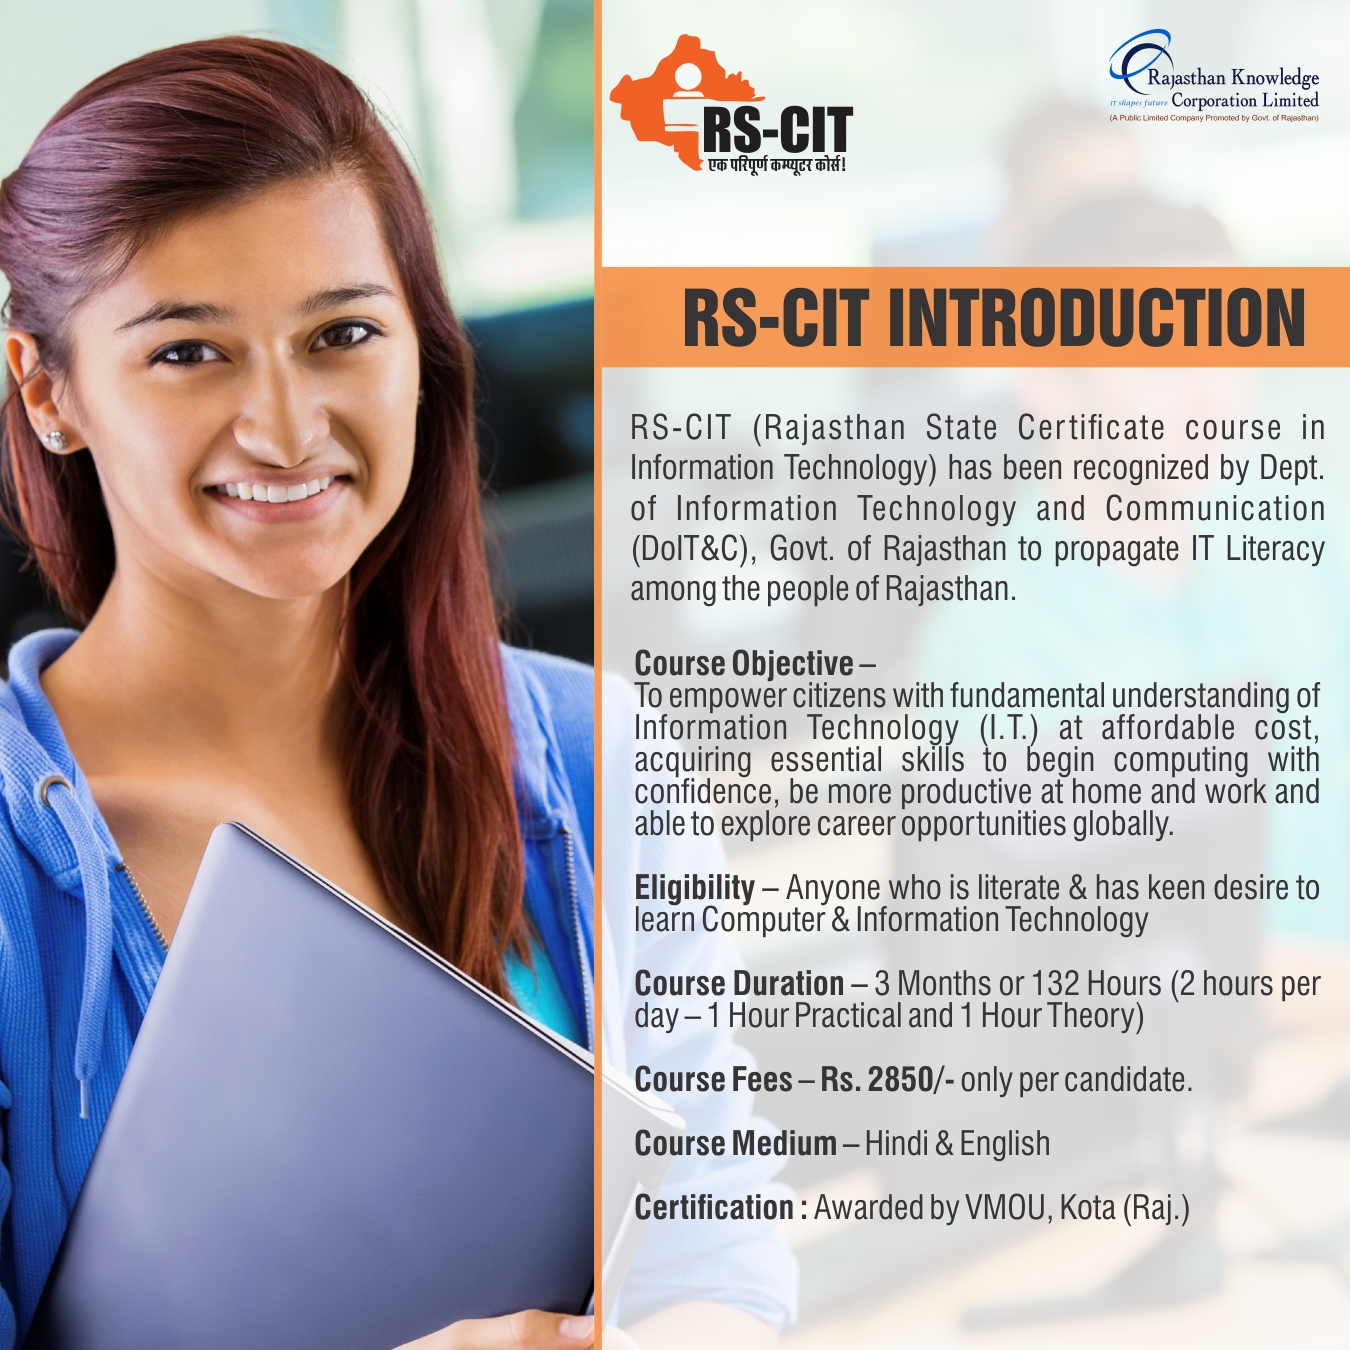 RS-CIT
एक परिपूर्ण कम्प्यूटर कोर्स!
Rajasthan Knowledge
IT shapes future Corporation Limited
(A Public Limited Company Promoted by Govt. of Rajasthan)
RS-CIT INTRODUCTION
RS-CIT (Rajasthan State Certificate course in
Information Technology) has been recognized by Dept.
of Information Technology and Communication
(DoIT&C), Govt. of Rajasthan to propagate IT Literacy
among the people of Rajasthan.
Course Objective –
To empower citizens with fundamental understanding of
Information Technology (I.T.) at affordable cost,
acquiring essential skills to begin computing with
confidence, be more productive at home and work and
able to explore career opportunities globally.
Eligibility – Anyone who is literate & has keen desire to
learn Computer & Information Technology
Course Duration – 3 Months or 132 Hours (2 hours per
day – 1 Hour Practical and 1 Hour Theory)
Course Fees – Rs. 2850/- only per candidate.
Course Medium – Hindi & English
Certification : Awarded by VMOU, Kota (Raj.)